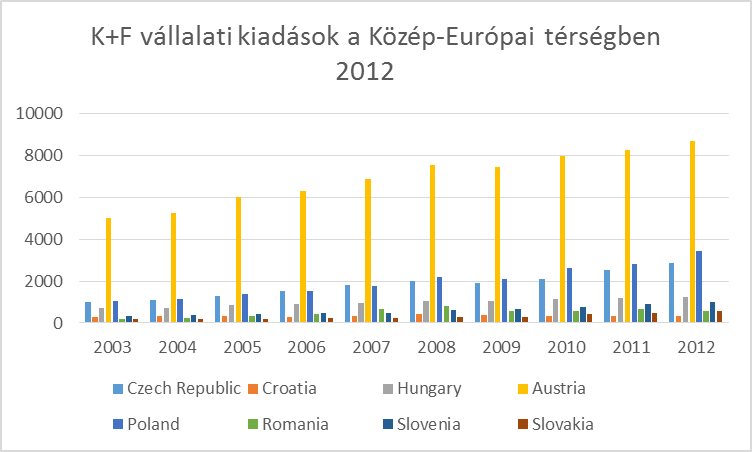 K+F vállalati kiadások a Közép-Európai térségben
2012
10000
8000
6000
4000
2000
0
2003 2004 2005 2006 2007 2008 2009 2010 2011 2012
Czech Republic Croatia Hungary Austria
Poland Romania Slovenia Slovakia